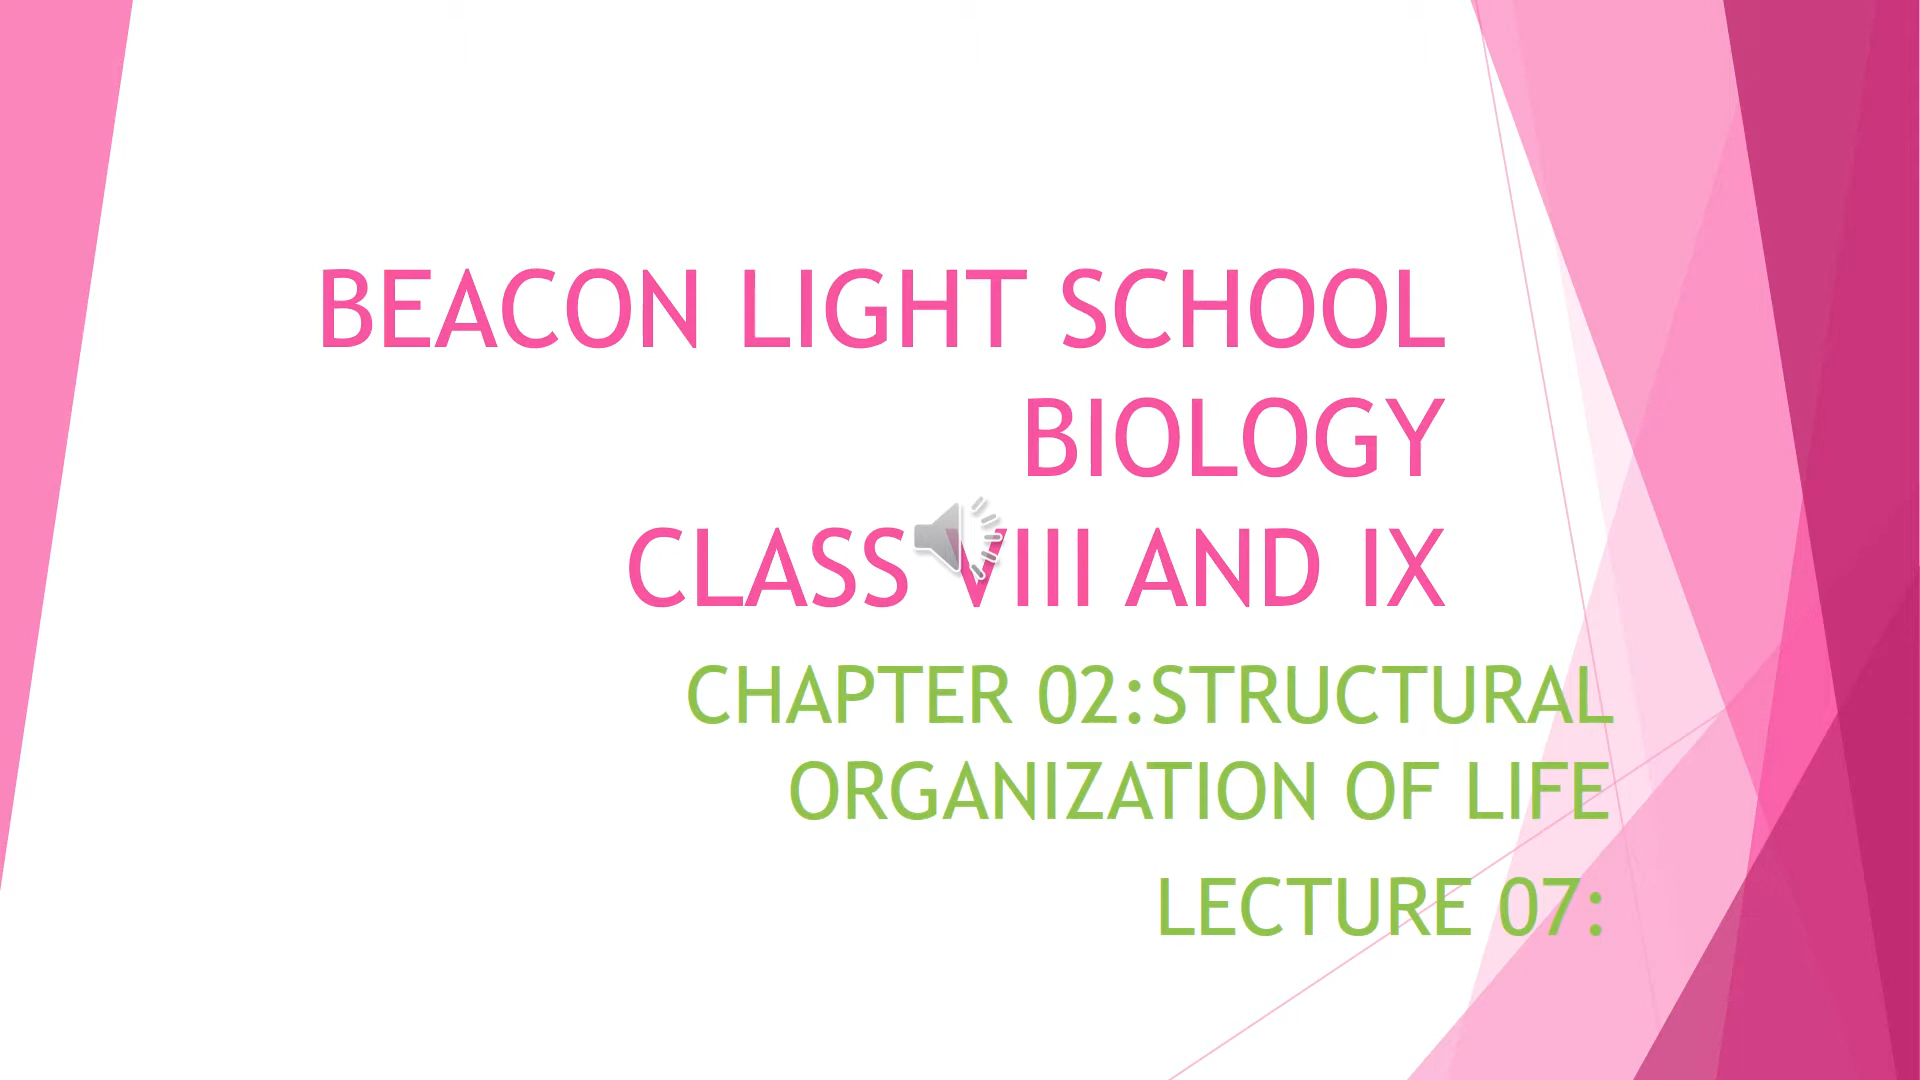 BEACON LIGHT SCHOOL
BIOLOGY
CLASS VIII AND IX
CHAPTER 02:STRUCTURAL
ORGANIZATION OF LIFE
LECTURE 07: